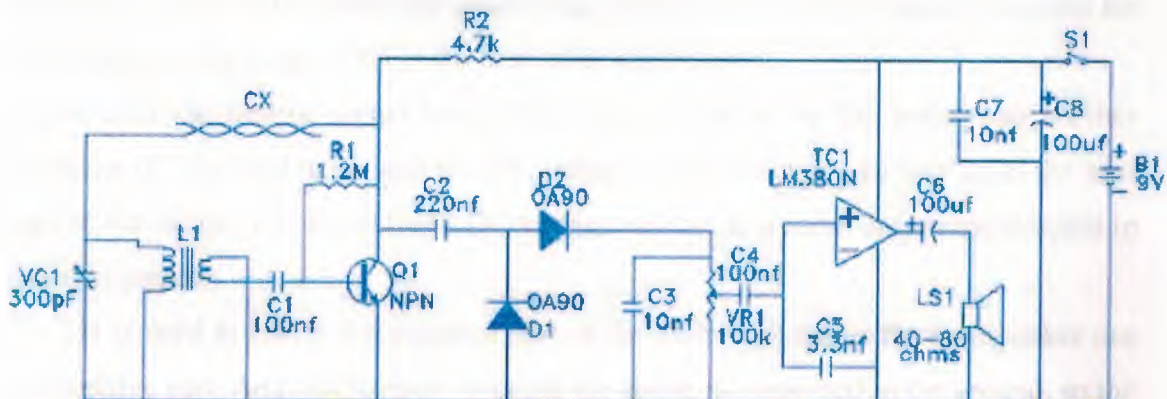 R2
4.7k
S1
CX
C7
10nf
C8
100uf
R1
1.2M
TC1
LM380N
B1
9V
C2
220nf
D2
OA90
C6
100uf
L1
VC1
300pF
C1
100nf
Q1
NPN
OA90
D1
C3
10nf
C4
100nf
VR1
100k
C5
3.3nf
LS1
40-80
ohms